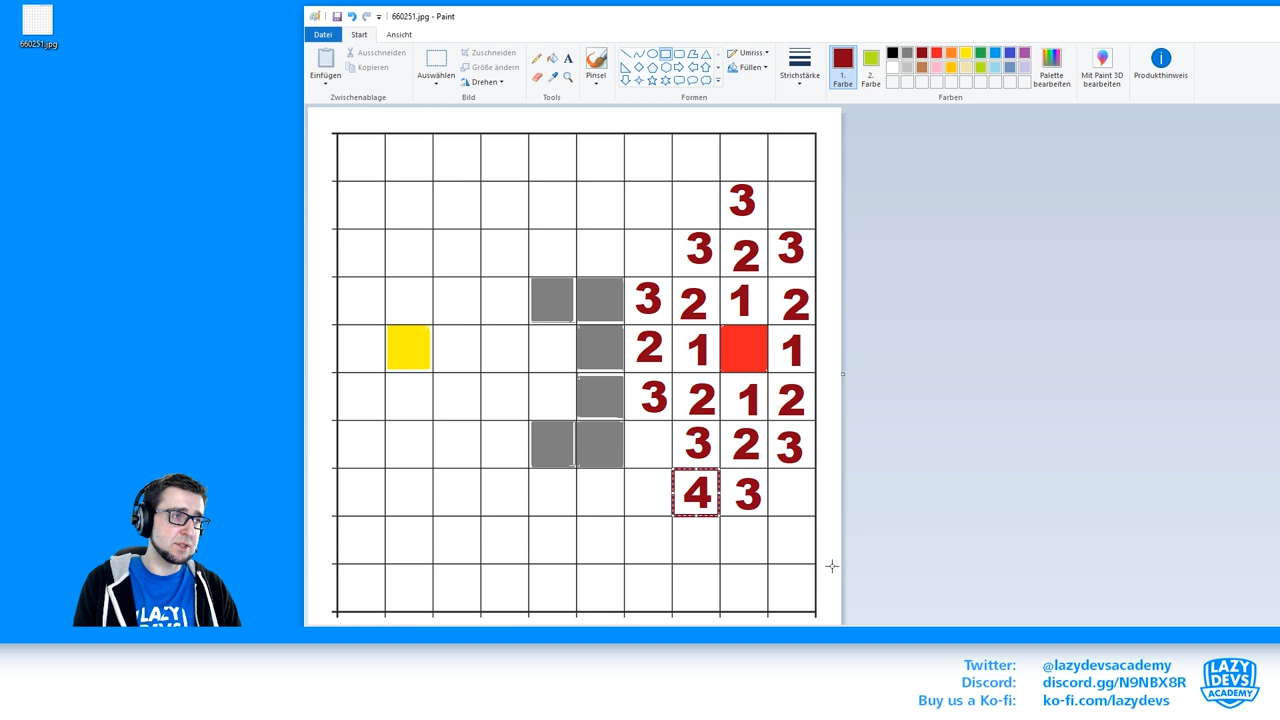 660251.jpg - Paint
660251.jpg
Datei Start Ansicht
Einfügen
Ausschneiden
Kopieren
Zwischenablage
Auswählen
Zuschneiden
Größe ändern
Drehen
Bild
A
Tools
Pinsel
Umriss
Füllen
Formen
Strichstärke
1.
Farbe
2.
Farbe
Palette
bearbeiten
Farben
Mit Paint 3D
bearbeiten
Produkthinweis
3
3 2 3
3 2 1 2
2 1 1
3 2 1 2
3 2 3
4 3
LAZY
DEVS
Twitter: @lazydevsacademy
Discord: discord.gg/N9NBX8R
Buy us a Ko-fi: ko-fi.com/lazydevs
LAZY
DEVS
ACADEMY